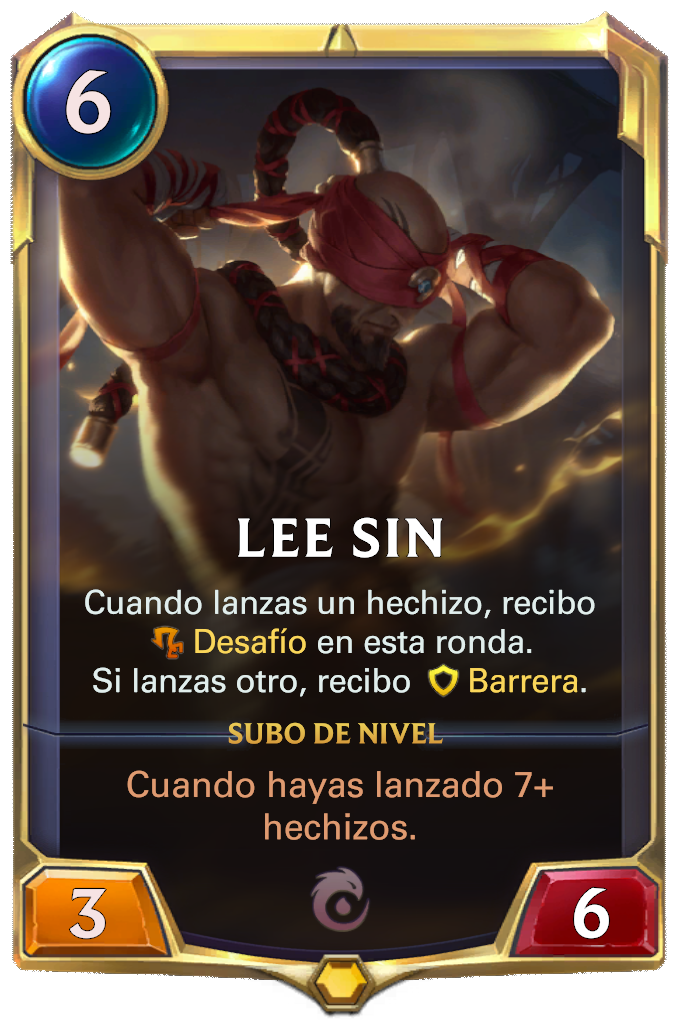 6
LEE SIN
Cuando lanzas un hechizo, recibo
Desafío en esta ronda.
Si lanzas otro, recibo Barrera.
SUBO DE NIVEL
Cuando hayas lanzado 7+
hechizos.
3
6